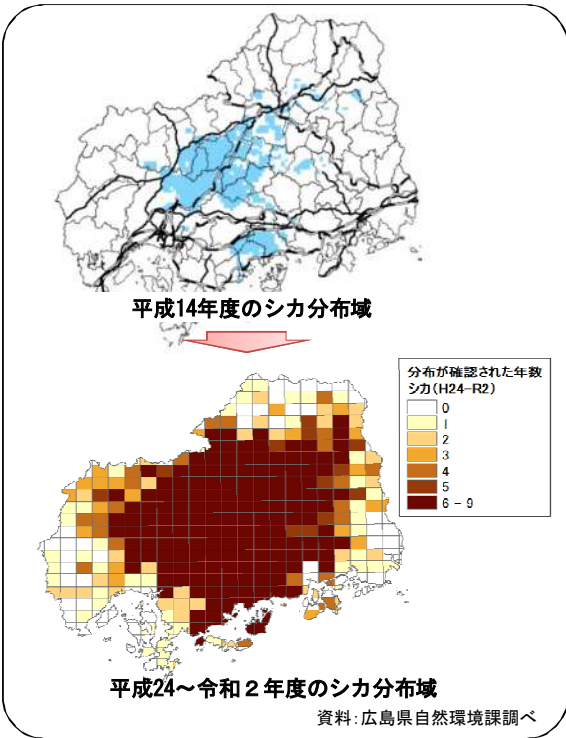 平成14年度のシカ分布域
分布が確認された年数
シカ(H24-R2)
0
1
2
3
4
5
6 - 9
平成24～令和２年度のシカ分布域
資料:広島県自然環境課調べ